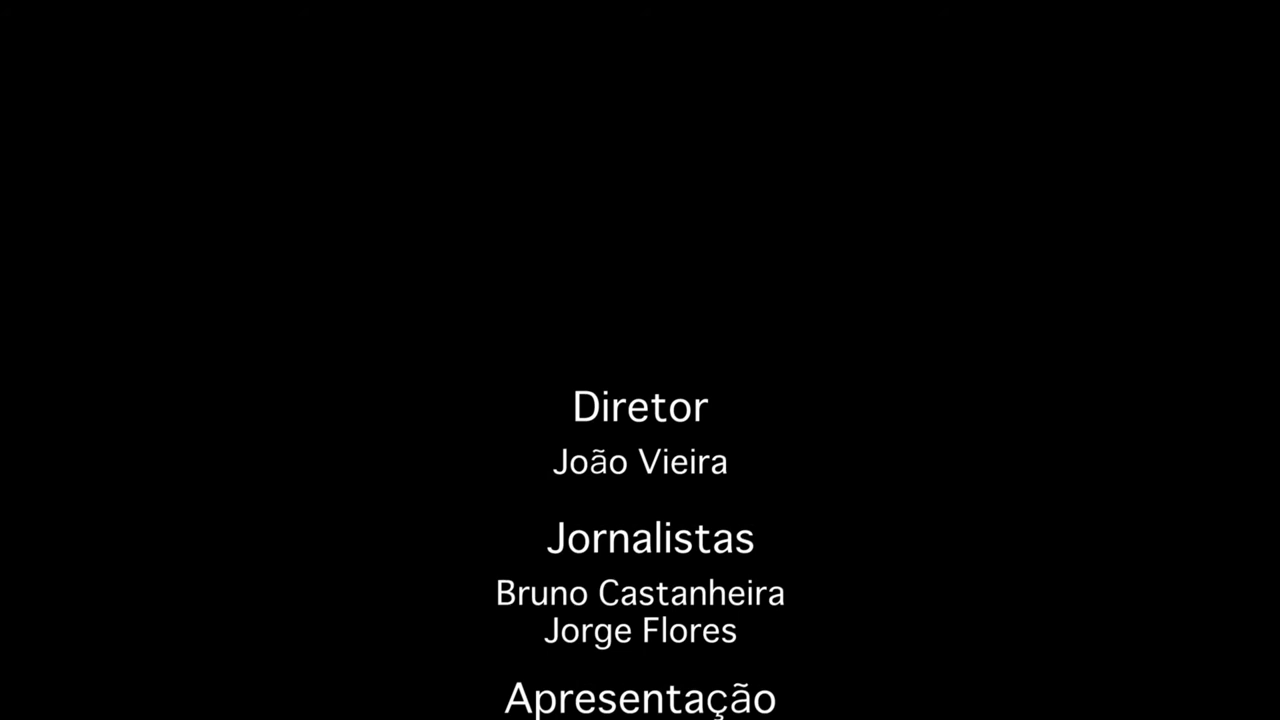 Diretor
João Vieira
Jornalistas
Bruno Castanheira
Jorge Flores
Apresentação